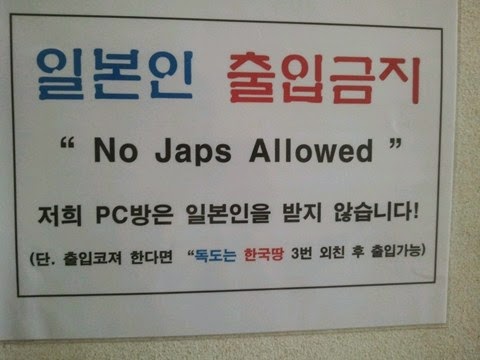 일본인 출입금지
“ No Japs Allowed ”
저희 PC방은 일본인을 받지 않습니다!
(단. 출입코져 한다면 “독도는 한국땅 3번 외친 후 출입가능)